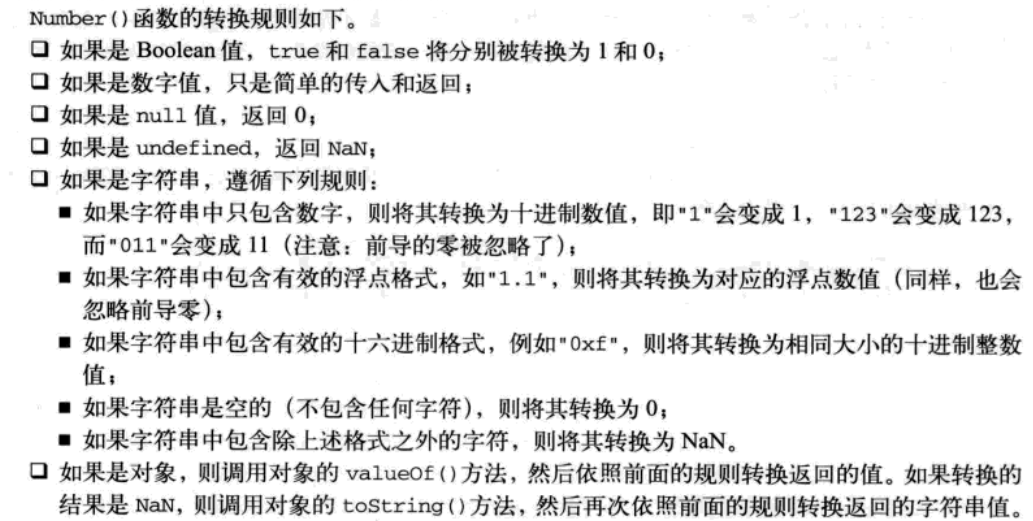 Number()函数的转换规则如下。
❑ 如果是 Boolean 值，true 和 false 将分别被转换为 1 和 0；
❑ 如果是数字值，只是简单的传入和返回；
❑ 如果是 null 值，返回 0；
❑ 如果是 undefined，返回 NaN；
❑ 如果是字符串，遵循下列规则：
■ 如果字符串中只包含数字，则将其转换为十进制数值，即"1"会变成 1，"123"会变成 123，
而"011"会变成 11（注意：前导的零被忽略了）；
■ 如果字符串中包含有效的浮点格式，如"1.1"，则将其转换为对应的浮点数值（同样，也会
忽略前导零）；
■ 如果字符串中包含有效的十六进制格式，例如"0xf"，则将其转换为相同大小的十进制整数
值；
■ 如果字符串是空的（不包含任何字符），则将其转换为 0；
■ 如果字符串中包含除上述格式之外的字符，则将其转换为 NaN。
❑ 如果是对象，则调用对象的 valueOf()方法，然后依照前面的规则转换返回的值。如果转换的
结果是 NaN，则调用对象的 toString()方法，然后再次依照前面的规则转换返回的字符串值。